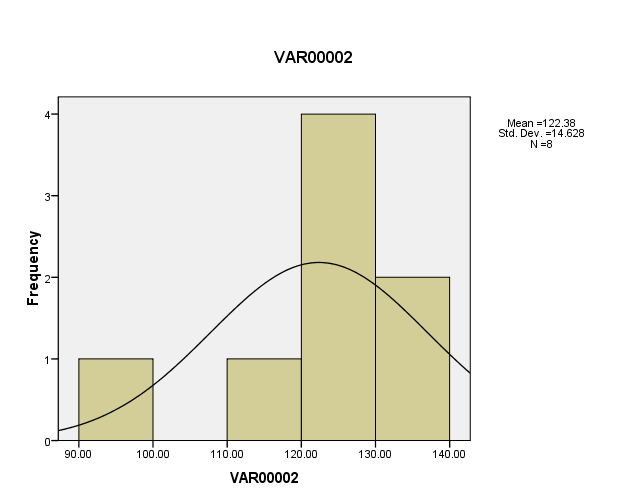 VAR00002
Mean =122.38
Std. Dev. =14.628
N =8
Frequency
4
3
2
1
0
90.00 100.00 110.00 120.00 130.00 140.00
VAR00002